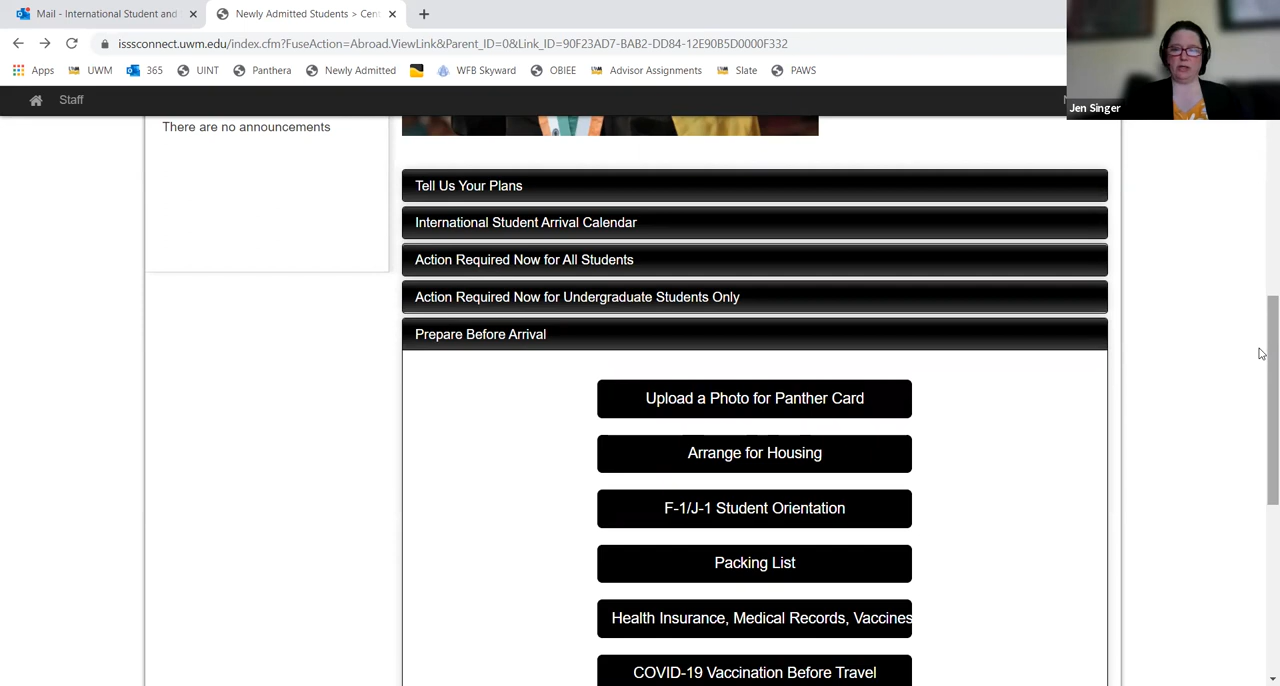 Mail - International Student and
Newly Admitted Students > Cent
isssconnect.uwm.edu/index.cfm?FuseAction=Abroad.ViewLink&Parent_ID=0&Link_ID=90F23AD7-BAB2-DD84-12E90B5D0000F332
Apps
UWM
365
UINT
Panthera
Newly Admitted
WFB Skyward
OBIEE
Advisor Assignments
Slate
PAWS
Staff
Jen Singer
There are no announcements
Tell Us Your Plans
International Student Arrival Calendar
Action Required Now for All Students
Action Required Now for Undergraduate Students Only
Prepare Before Arrival
Upload a Photo for Panther Card
Arrange for Housing
F-1/J-1 Student Orientation
Packing List
Health Insurance, Medical Records, Vaccines
COVID-19 Vaccination Before Travel